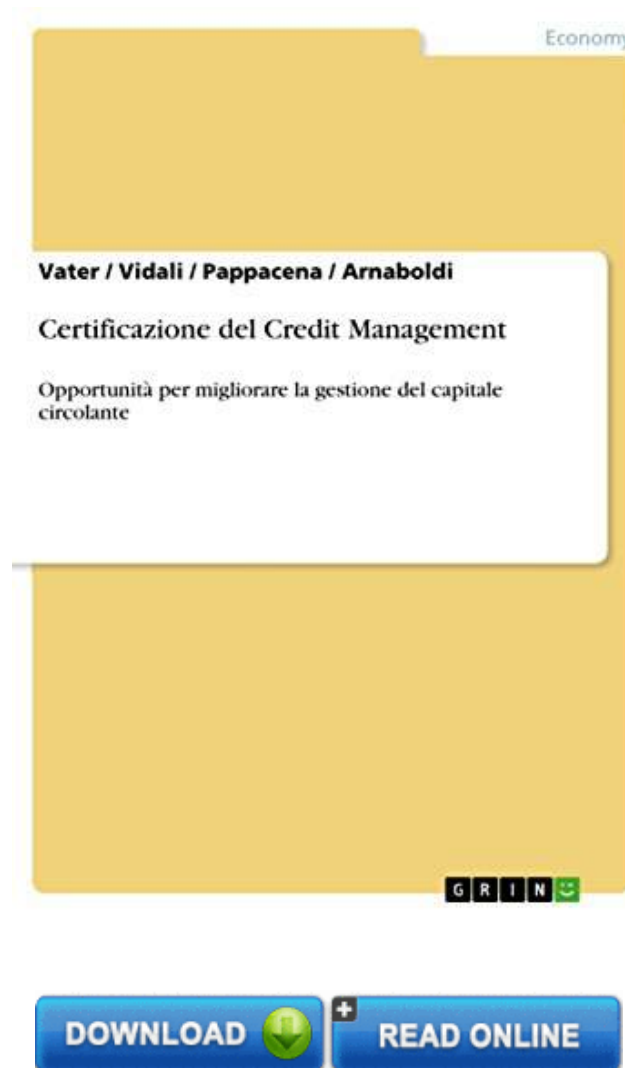 Economy
Vater / Vidali / Pappacena / Arnaboldi
Certificazione del Credit Management
Opportunità per migliorare la gestione del capitale
circolante
GRIN
DOWNLOAD
READ ONLINE